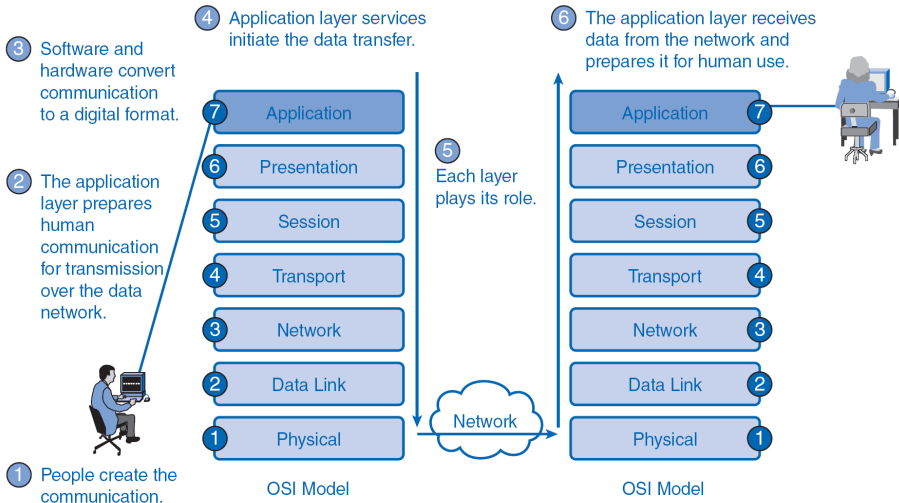 4 Application layer services
initiate the data transfer.
6 The application layer receives
data from the network and
prepares it for human use.
3 Software and
hardware convert
communication
to a digital format.
2 The application
layer prepares
human
communication
for transmission
over the data
network.
1 People create the
communication.
7 Application
6 Presentation
5 Session
4 Transport
3 Network
2 Data Link
1 Physical
OSI Model
5
Each layer
plays its role.
Network
Application 7
Presentation 6
Session 5
Transport 4
Network 3
Data Link 2
Physical 1
OSI Model